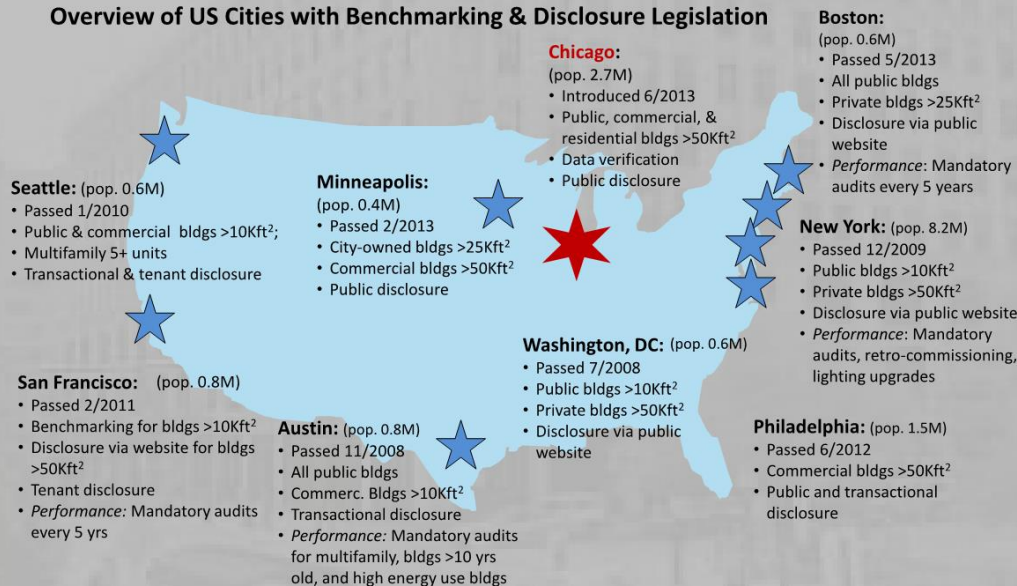 Overview of US Cities with Benchmarking & Disclosure Legislation
Boston:
(pop. 0.6M)
• Passed 5/2013
• All public bldgs
• Private bldgs >25Kft²
• Disclosure via public
website
• Performance: Mandatory
audits every 5 years
Chicago:
(pop. 2.7M)
• Introduced 6/2013
• Public, commercial, &
residential bldgs >50Kft²
• Data verification
• Public disclosure
Seattle: (pop. 0.6M)
• Passed 1/2010
• Public & commercial bldgs >10Kft²;
• Multifamily 5+ units
• Transactional & tenant disclosure
Minneapolis:
(pop. 0.4M)
• Passed 2/2013
• City-owned bldgs >25Kft²
• Commercial bldgs >50Kft²
• Public disclosure
New York: (pop. 8.2M)
• Passed 12/2009
• Public bldgs >10Kft²
• Private bldgs >50Kft²
• Disclosure via public website
• Performance: Mandatory
audits, retro-commissioning,
lighting upgrades
San Francisco: (pop. 0.8M)
• Passed 2/2011
• Benchmarking for bldgs >10Kft²
• Disclosure via website for bldgs
>50Kft²
• Tenant disclosure
• Performance: Mandatory audits
every 5 yrs
Austin: (pop. 0.8M)
• Passed 11/2008
• All public bldgs
• Commerc. Bldgs >10Kft²
• Transactional disclosure
• Performance: Mandatory audits
for multifamily, bldgs >10 yrs
old, and high energy use bldgs
Washington, DC: (pop. 0.6M)
• Passed 7/2008
• Public bldgs >10Kft²
• Private bldgs >50Kft²
• Disclosure via public
website
Philadelphia: (pop. 1.5M)
• Passed 6/2012
• Commercial bldgs >50Kft²
• Public and transactional
disclosure